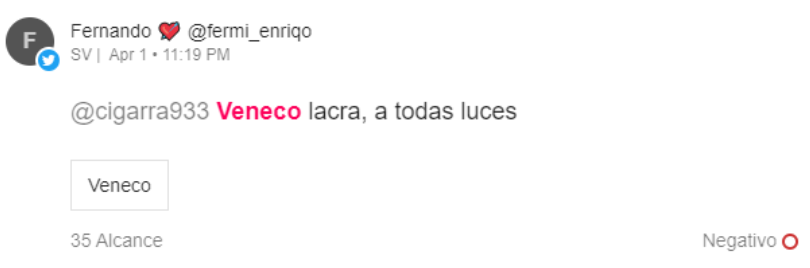 F
Fernando 💘 @fermi_enriqo
SV | Apr 1 • 11:19 PM
@cigarra933 Veneco lacra, a todas luces
Veneco
35 Alcance
Negativo